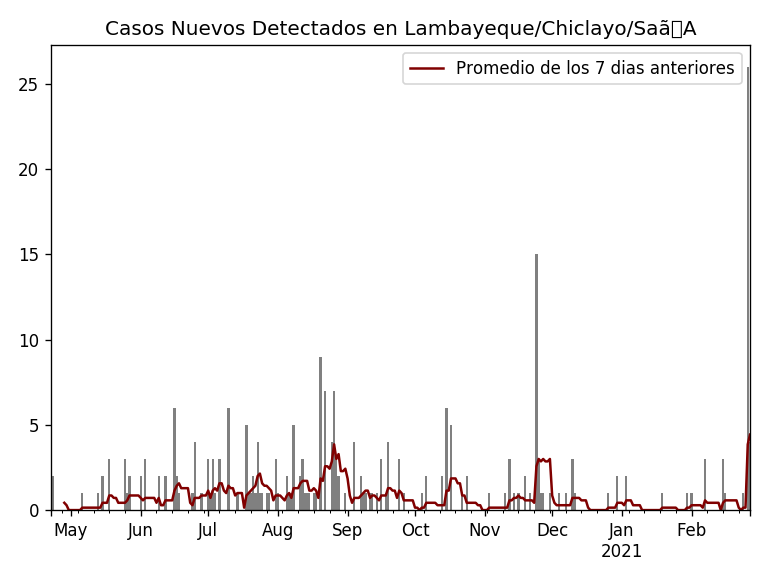 Casos Nuevos Detectados en Lambayeque/Chiclayo/Saã▯A
Promedio de los 7 dias anteriores
25
20
15
10
5
0
May Jun Jul Aug Sep Oct Nov Dec Jan Feb
2021